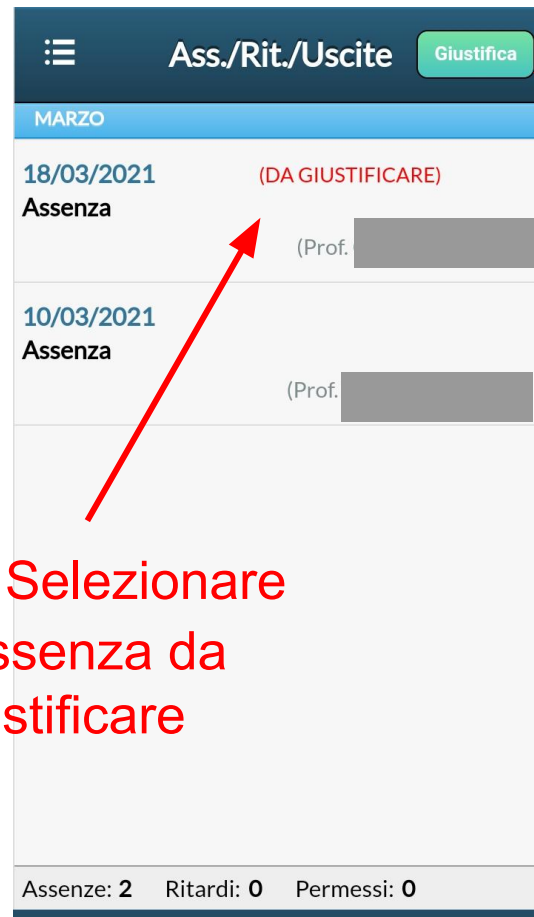 Ass./Rit./Uscite Giustifica
MARZO
18/03/2021 (DA GIUSTIFICARE)
Assenza
(Prof.
10/03/2021
Assenza
(Prof.
Selezionare
ssenza da
stificare
Assenze: 2 Ritardi: 0 Permessi: 0